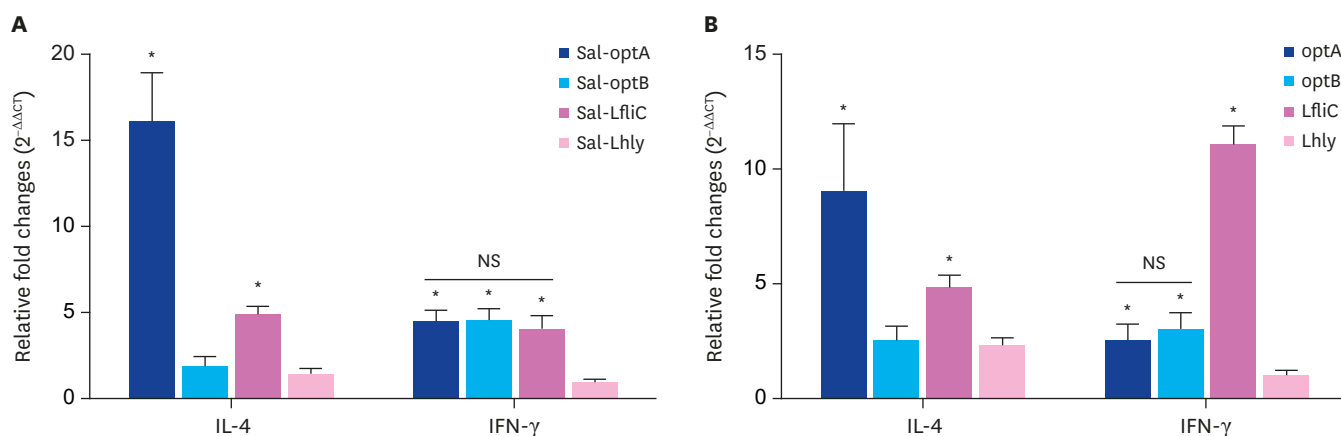 A
Relative fold changes (2⁻ΔΔCT)
20
15
10
5
0
*
*
NS
*
*
*
IL-4
IFN-γ
Sal-optA
Sal-optB
Sal-LfliC
Sal-Lhly
B
Relative fold changes (2⁻ΔΔCT)
15
10
5
0
*
*
NS
*
*
*
IL-4
IFN-γ
optA
optB
LfliC
Lhly